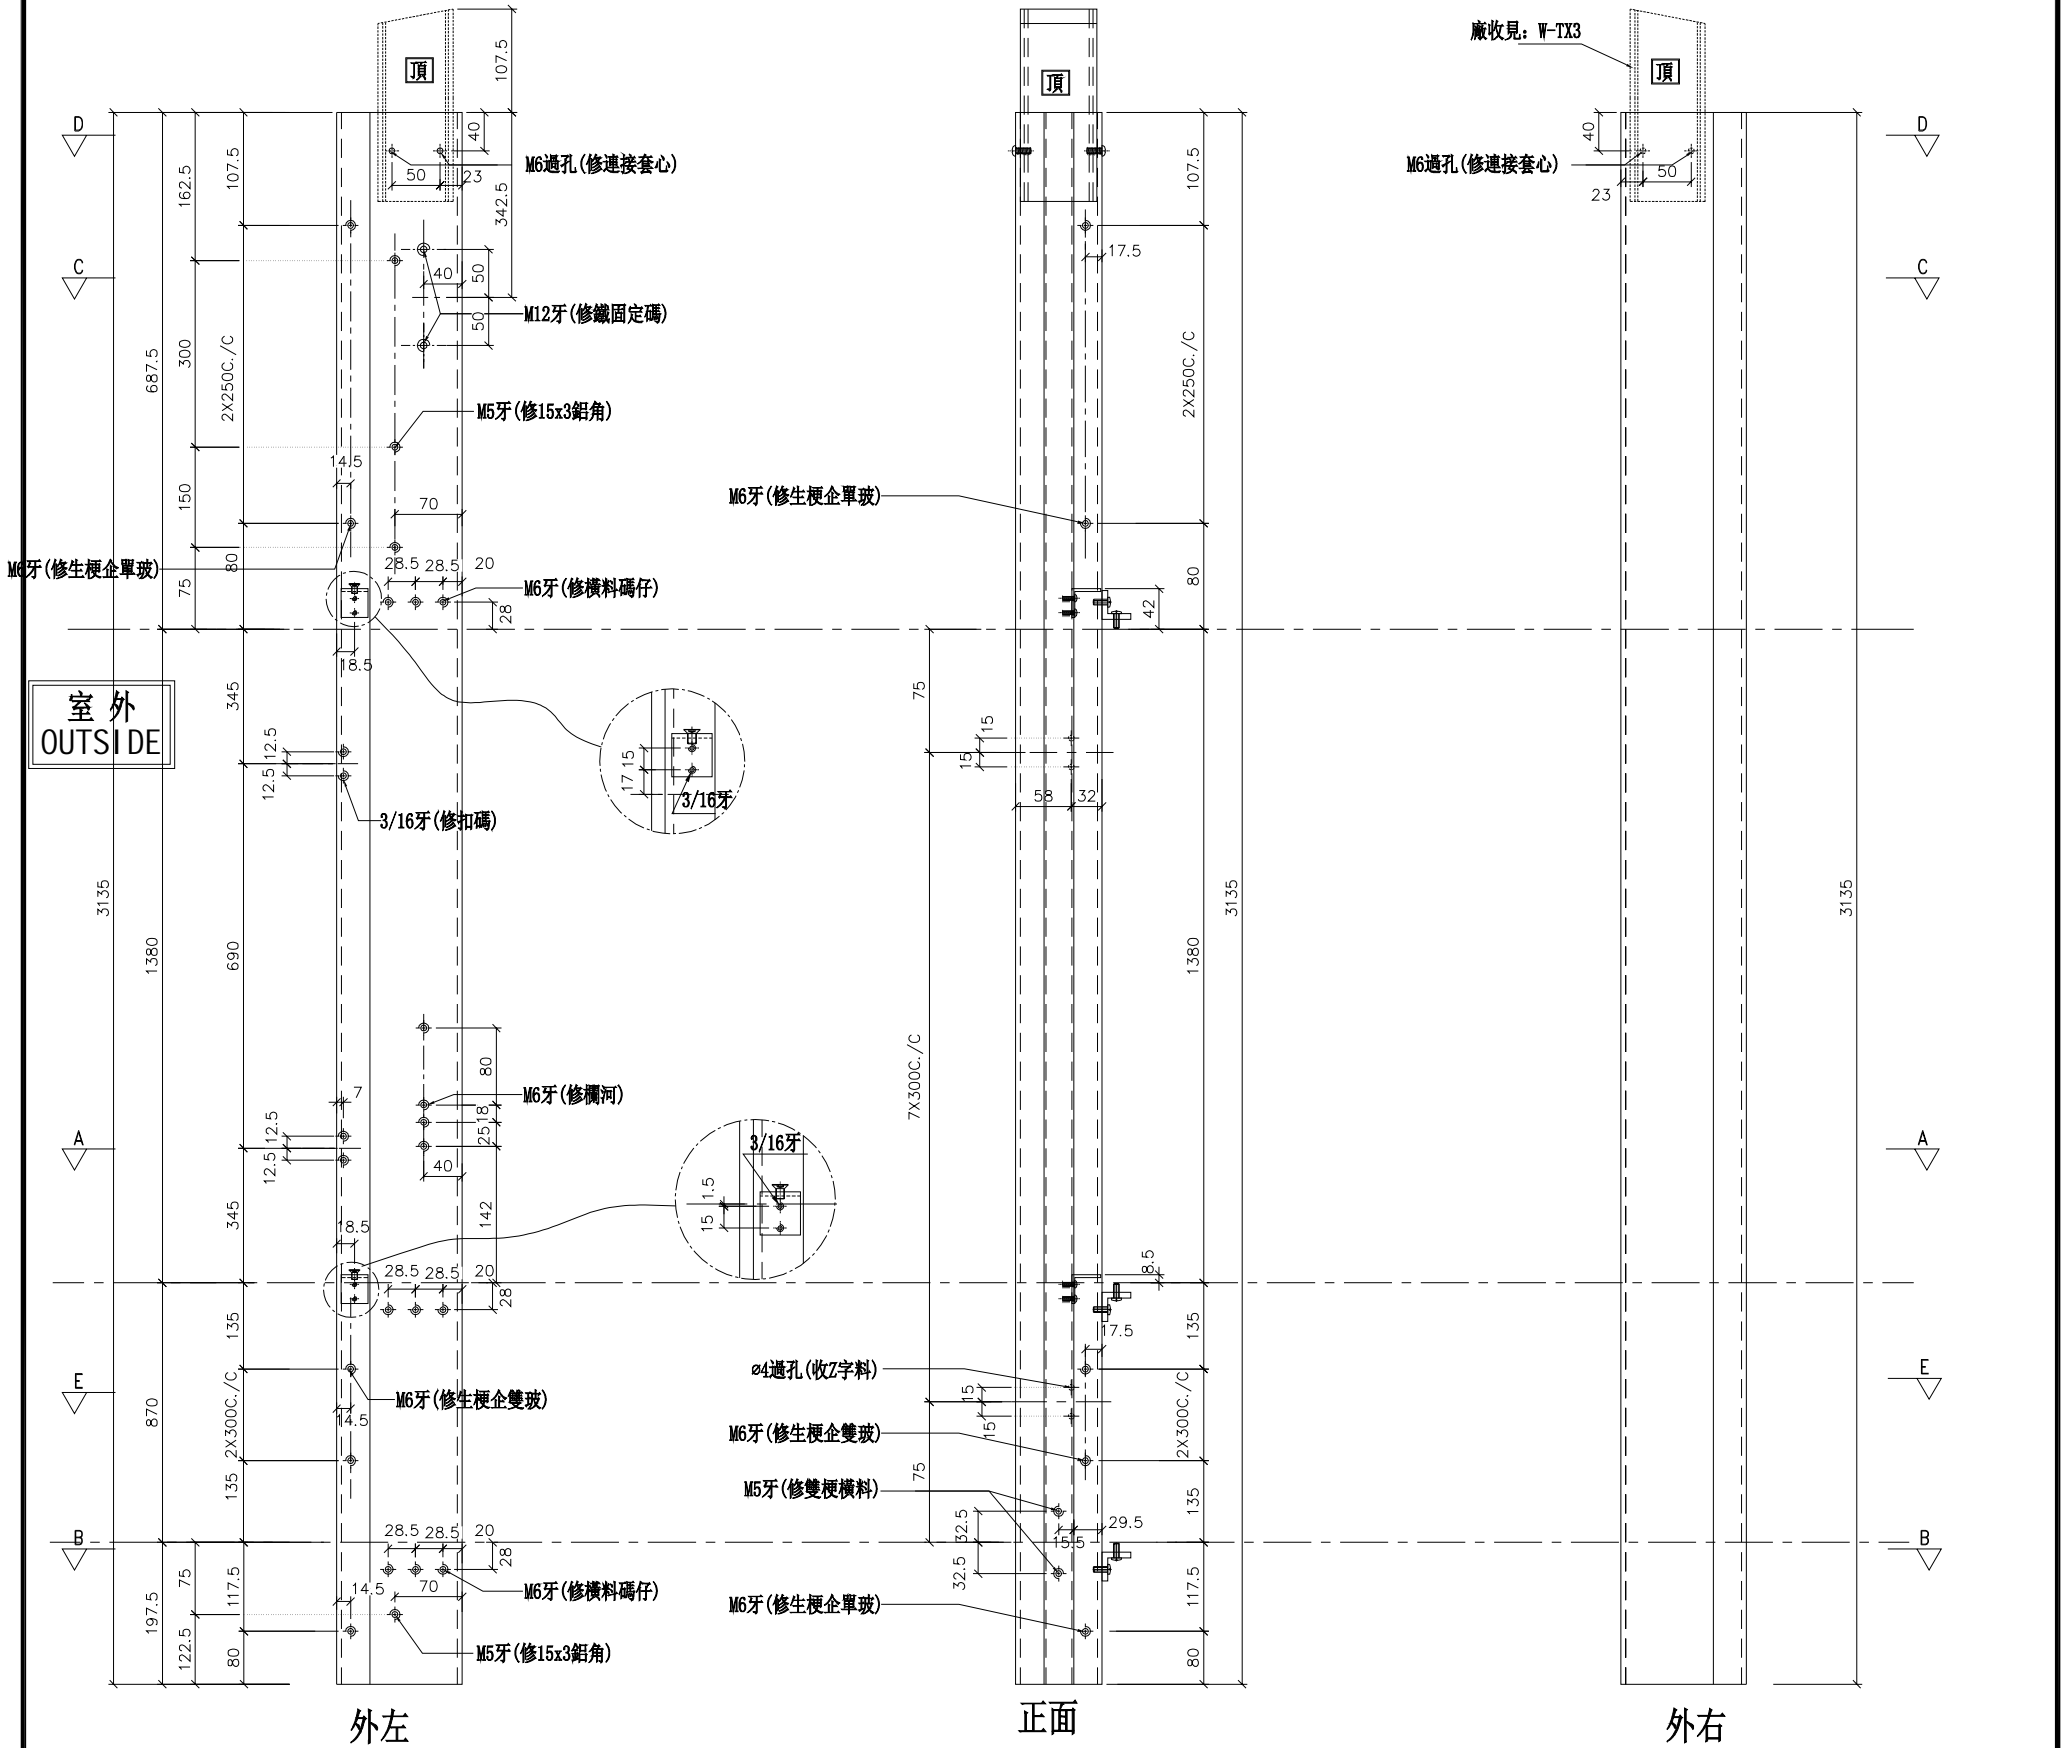 廠收見: W-TX3
頂
頂
頂
107.5
D
D
40
107.5
162.5
M6過孔(修連接套心)
50
23
342.5
107.5
40
M6過孔(修連接套心)
50
23
17.5
C
C
40
50
M12牙(修鐵固定碼)
50
687.5
300
2X250C./C
2X250C./C
M5牙(修15x3鋁角)
14.5
150
70
M6牙(修生梗企單玻)
M6牙(修生梗企單玻)
75
80
28.5
28.5
20
M6牙(修橫料碼仔)
28
80
42
18.5
室外
OUTSIDE
345
75
12.5
12.5
15
15
17
15
3/16牙
58
32
3/16牙(修扣碼)
3135
3135
3135
1380
690
1380
80
7X300C./C
7
M6牙(修欄河)
18
25
12.5
12.5
A
A
40
3/16牙
1.5
15
142
345
18.5
28.5
28.5
20
28
8.5
17.5
135
135
E
E
ø4過孔(收Z字料)
15
15
M6牙(修生梗企雙玻)
14.5
870
2X300C./C
2X300C./C
M6牙(修生梗企雙玻)
75
M5牙(修雙梗橫料)
135
135
29.5
15.5
32.5
32.5
B
B
28.5
28.5
20
28
75
117.5
14.5
70
M6牙(修橫料碼仔)
117.5
M6牙(修生梗企單玻)
197.5
122.5
80
M5牙(修15x3鋁角)
80
外左
正面
外右